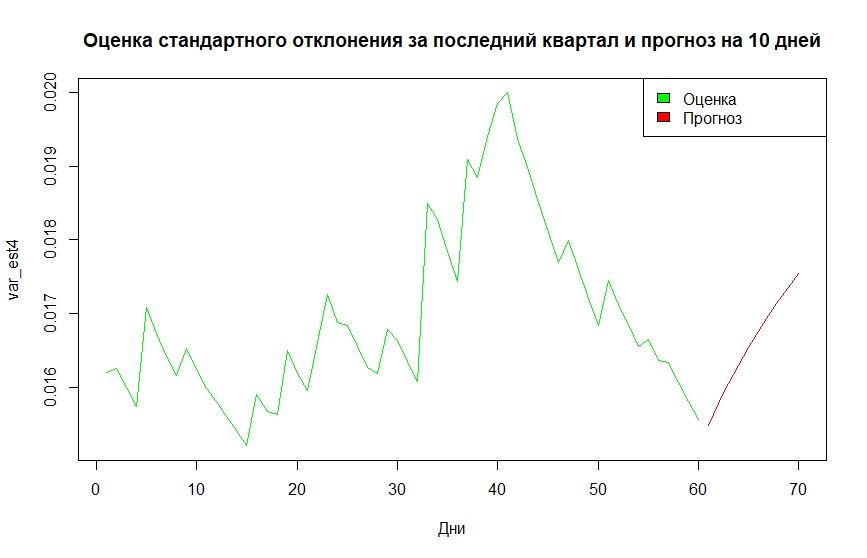 Оценка стандартного отклонения за последний квартал и прогноз на 10 дней
Оценка
Прогноз
0.020
0.019
0.018
0.017
0.016
var_est4
0 10 20 30 40 50 60 70
Дни